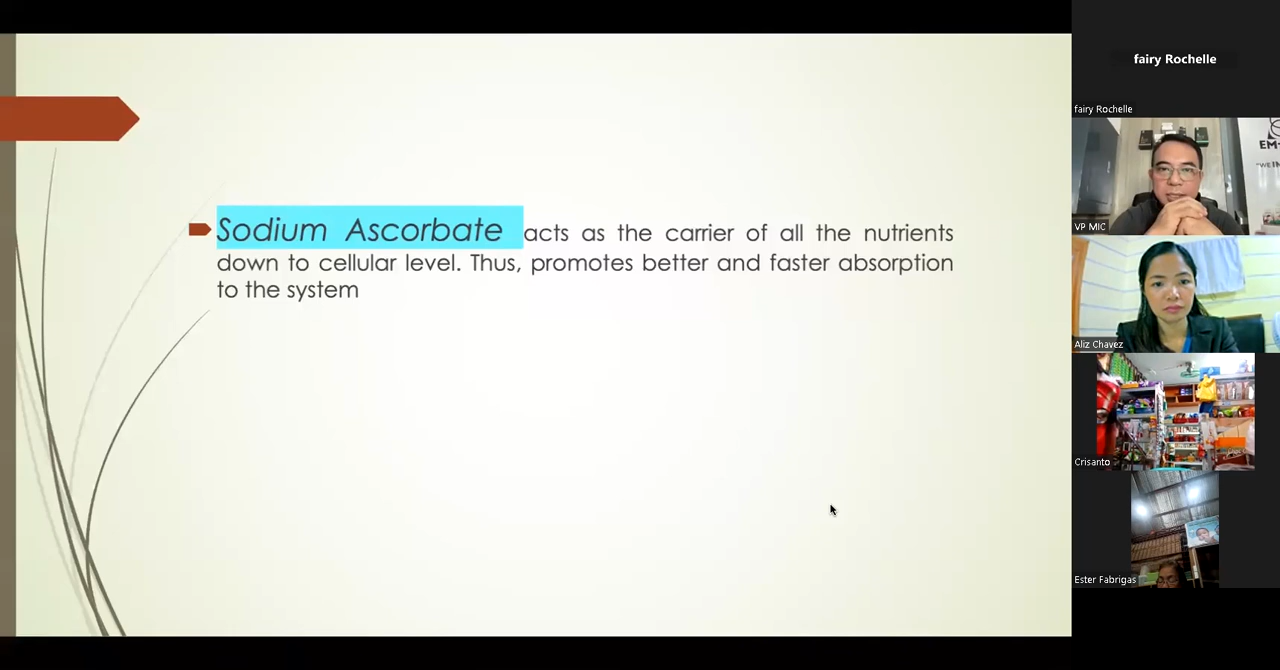 Sodium Ascorbate acts as the carrier of all the nutrients
down to cellular level. Thus, promotes better and faster absorption
to the system
fairy Rochelle
fairy Rochelle
VP MIC
Aliz Chavez
Crisanto
Ester Fabrigas